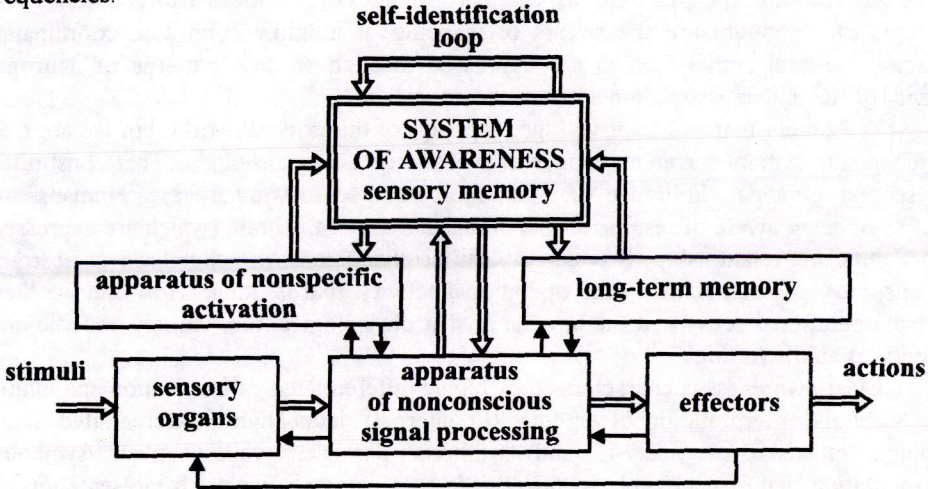 self-identification
loop
SYSTEM
OF AWARENESS
sensory memory
apparatus of nonspecific
activation
long-term memory
stimuli
sensory
organs
apparatus
of nonconscious
signal processing
effectors
actions